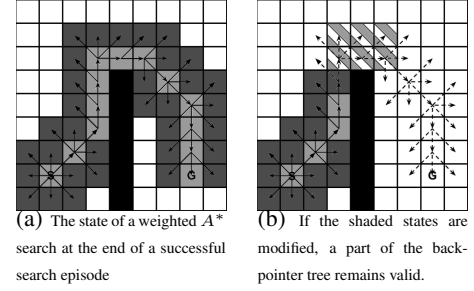 S
G
S
G
(a) The state of a weighted A*
search at the end of a successful
search episode
(b) If the shaded states are
modified, a part of the back-
pointer tree remains valid.